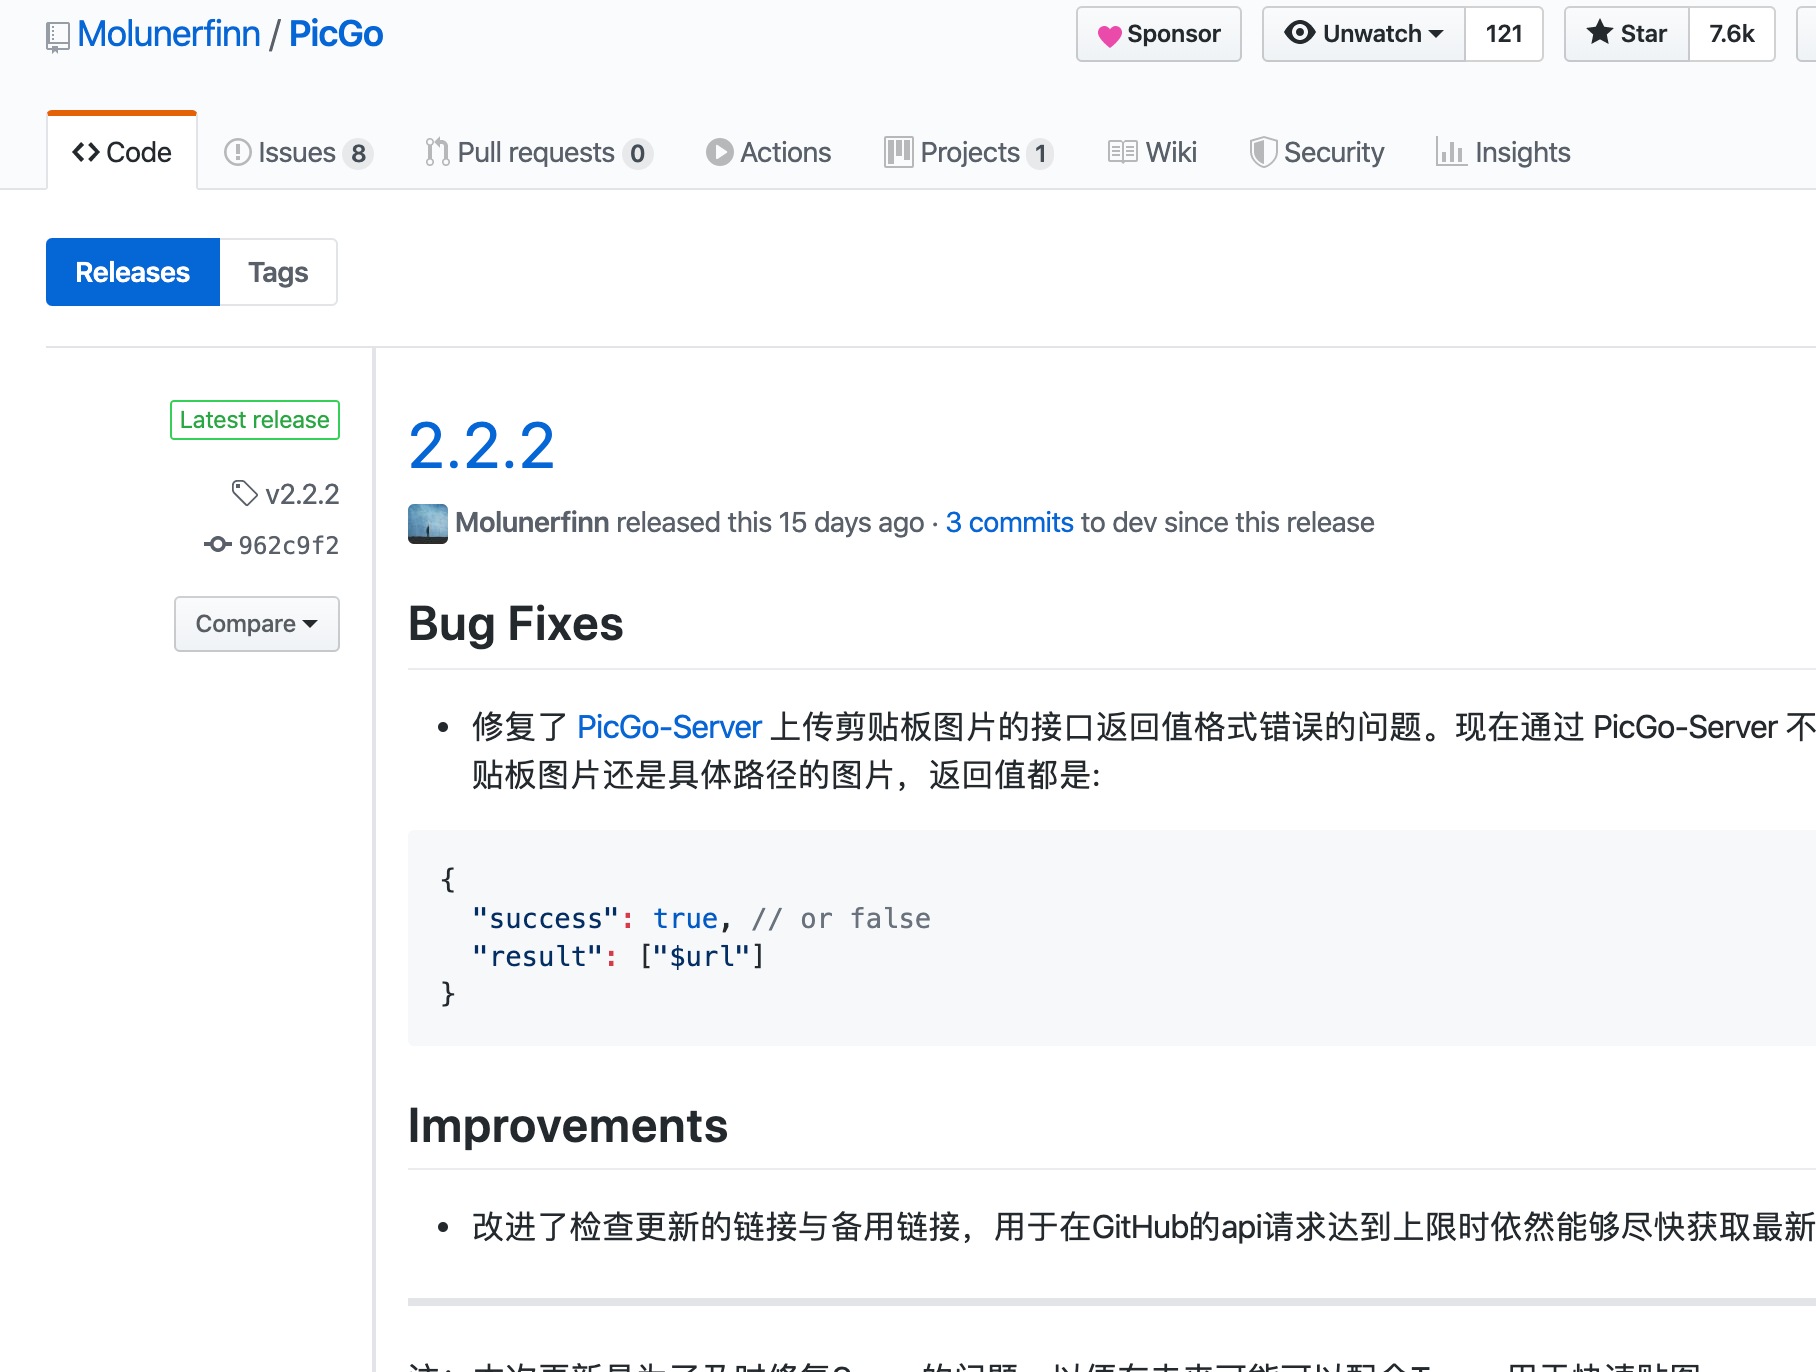 Molunerfinn / PicGo
Sponsor
Unwatch 121
Star 7.6k
Code
Issues 8
Pull requests 0
Actions
Projects 1
Wiki
Security
Insights
Releases
Tags
Latest release
v2.2.2
962c9f2
Compare
2.2.2
Molunerfinn released this 15 days ago · 3 commits to dev since this release
Bug Fixes
• 修复了 PicGo-Server 上传剪贴板图片的接口返回值格式错误的问题。现在通过 PicGo-Server 不
贴板图片还是具体路径的图片，返回值都是:
{
"success": true, // or false
"result": ["$url"]
}
Improvements
• 改进了检查更新的链接与备用链接，用于在GitHub的api请求达到上限时依然能够尽快获取最新